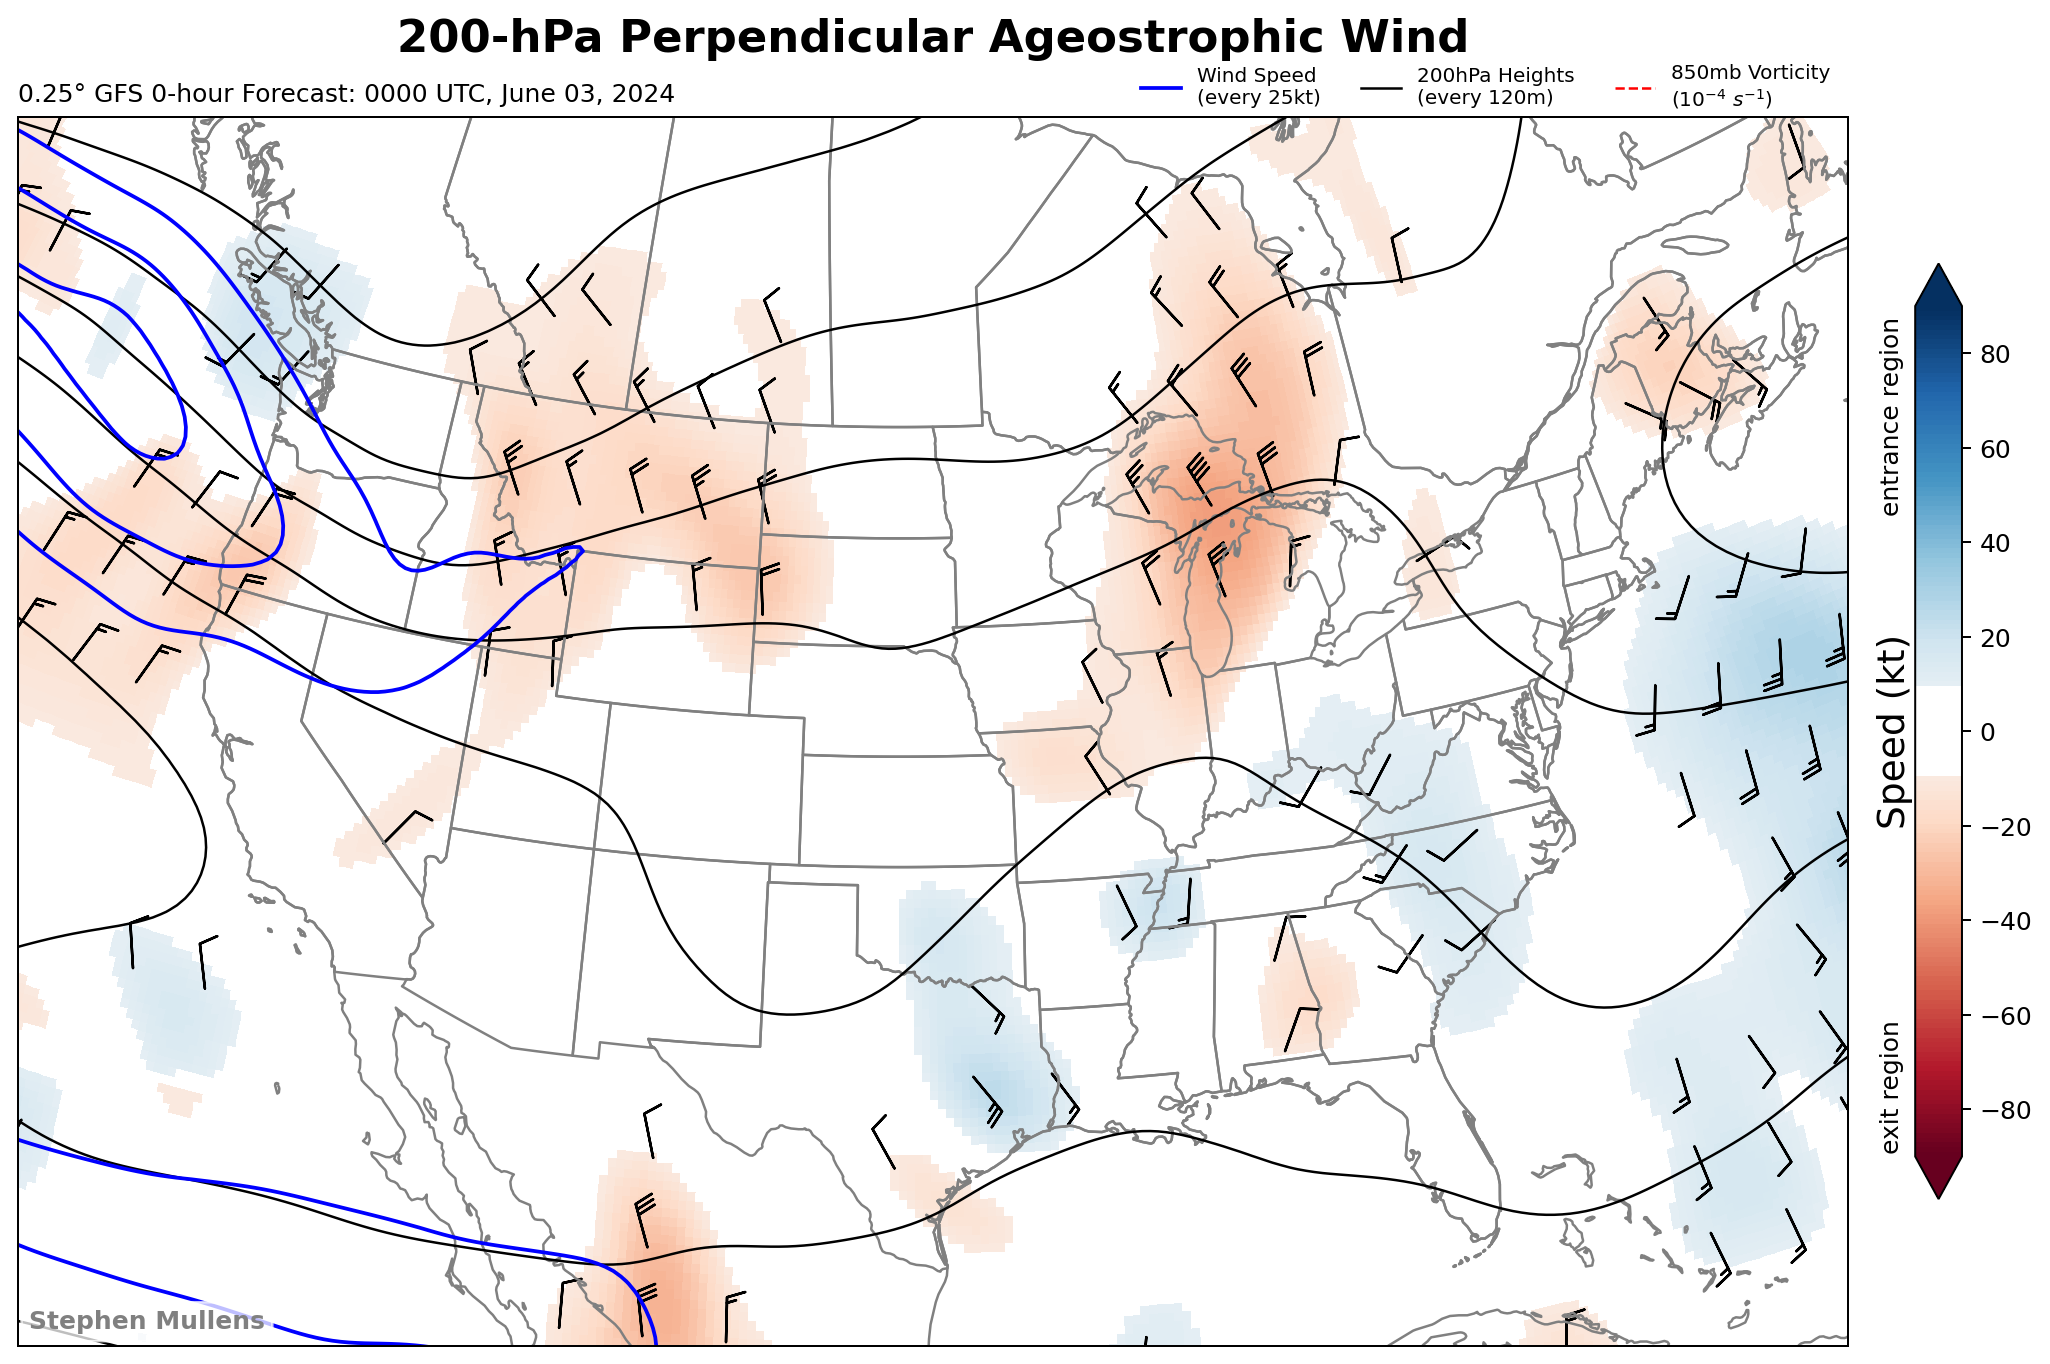 200-hPa Perpendicular Ageostrophic Wind
0.25° GFS 0-hour Forecast: 0000 UTC, June 03, 2024
Wind Speed
(every 25kt)
200hPa Heights
(every 120m)
850mb Vorticity
(10⁻⁴ s⁻¹)
entrance region
Speed (kt)
exit region
80
60
40
20
0
−20
−40
−60
−80
Stephen Mullens